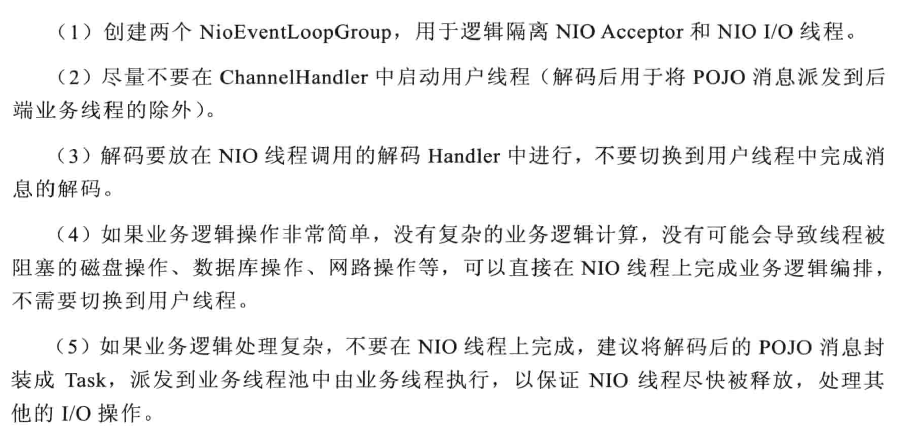 （1）创建两个 NioEventLoopGroup，用于逻辑隔离 NIO Acceptor 和 NIO I/O 线程。
（2）尽量不要在 ChannelHandler 中启动用户线程（解码后用于将 POJO 消息派发到后
端业务线程的除外）。
（3）解码要放在 NIO 线程调用的解码 Handler 中进行，不要切换到用户线程中完成消
息的解码。
（4）如果业务逻辑操作非常简单，没有复杂的业务逻辑计算，没有可能会导致线程被
阻塞的磁盘操作、数据库操作、网路操作等，可以直接在 NIO 线程上完成业务逻辑编排，
不需要切换到用户线程。
（5）如果业务逻辑处理复杂，不要在 NIO 线程上完成，建议将解码后的 POJO 消息封
装成 Task，派发到业务线程池中由业务线程执行，以保证 NIO 线程尽快被释放，处理其
他的 I/O 操作。